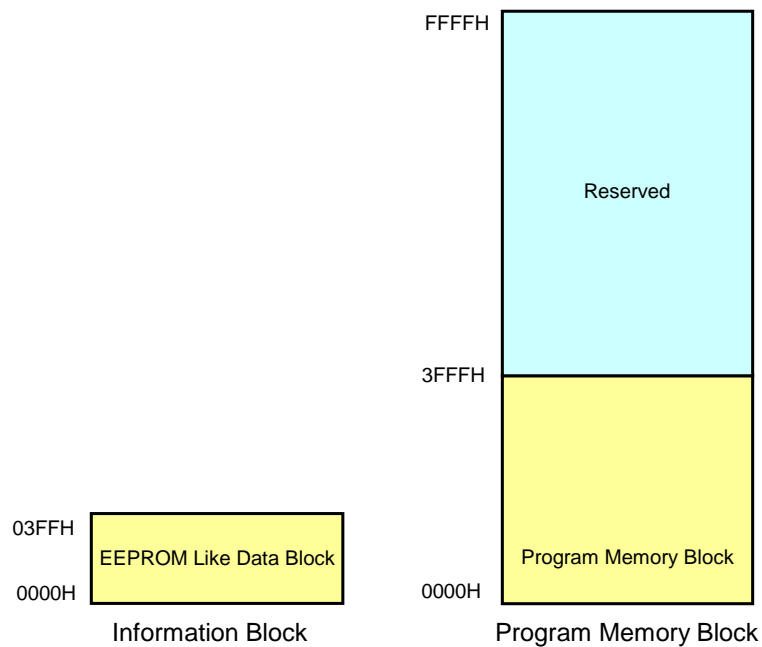 FFFFH
Reserved
3FFFH
03FFH
EEPROM Like Data Block
Program Memory Block
0000H
0000H
Information Block
Program Memory Block